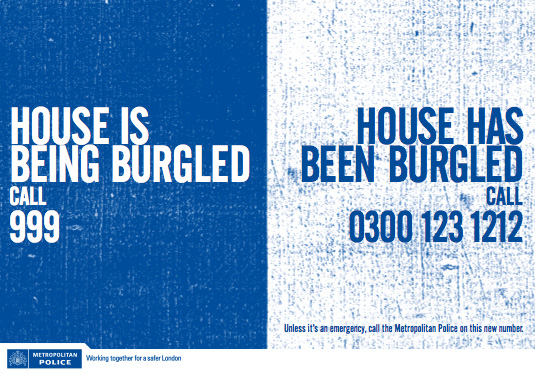 HOUSE IS
BEING BURGLED
CALL
999
HOUSE HAS
BEEN BURGLED
CALL
0300 123 1212
Unless it's an emergency, call the Metropolitan Police on this new number.
METROPOLITAN
POLICE
Working together for a safer London